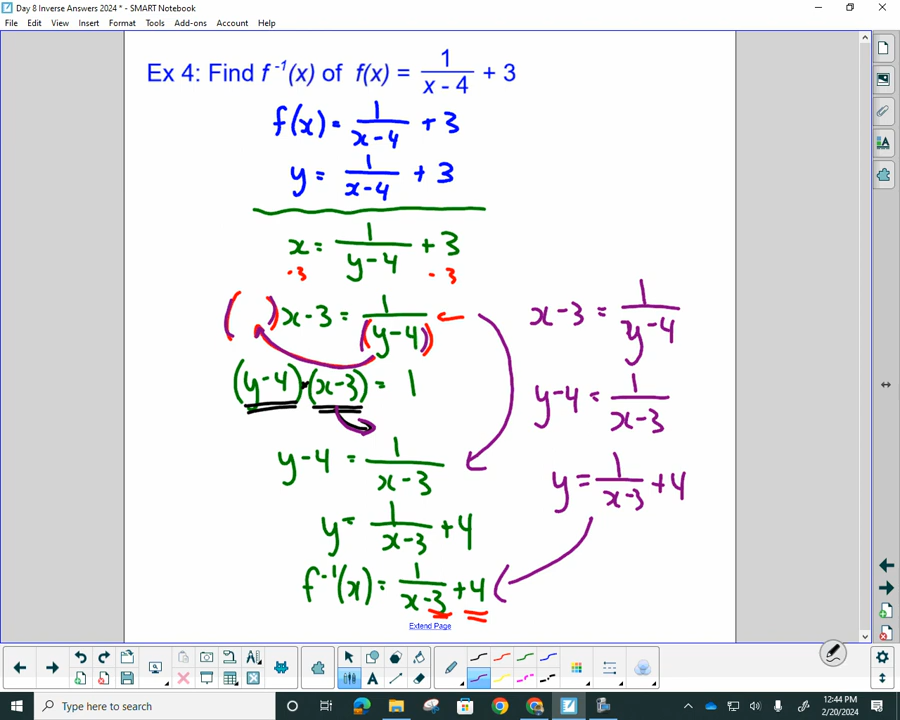 Day 8 Inverse Answers 2024 * - SMART Notebook
File Edit View Insert Format Tools Add-ons Account Help
Ex 4: Find f⁻¹(x) of f(x) = 1/(x - 4) + 3
f(x) = 1/(x-4) + 3
y = 1/(x-4) + 3
x = 1/(y-4) + 3
-3 -3
( )x-3 = 1/(y-4)
(y-4)·(x-3) = 1
y-4 = 1/(x-3)
y = 1/(x-3) + 4
f⁻¹(x) = 1/(x-3) + 4
x-3 = 1/(y-4)
y-4 = 1/(x-3)
y = 1/(x-3) + 4
Extend Page
Type here to search
12:44 PM
2/20/2024